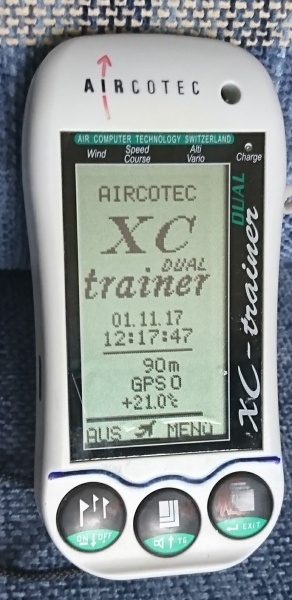 AIRCOTEC
AIR COMPUTER TECHNOLOGY SWITZERLAND
Wind
Speed
Course
Alti
Vario
Charge
AIRCOTEC
XC
DUAL
trainer
01.11.17
12:17:47
90m
GPS 0
+21.0°c
AUS
MENU
XC-trainer DUAL
ON ↓ OFF
↑ TG
↵ EXIT